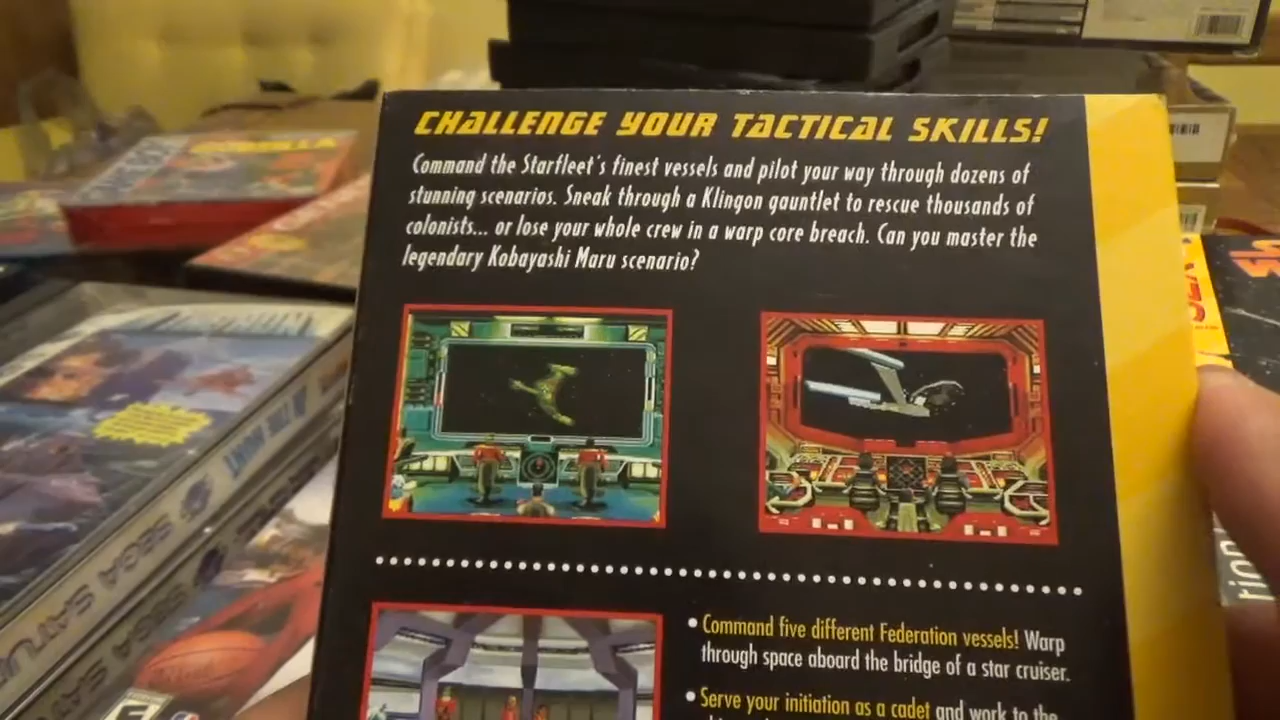 CHALLENGE YOUR TACTICAL SKILLS!
Command the Starfleet's finest vessels and pilot your way through dozens of
stunning scenarios. Sneak through a Klingon gauntlet to rescue thousands of
colonists... or lose your whole crew in a warp core breach. Can you master the
legendary Kobayashi Maru scenario?
• Command five different Federation vessels! Warp
through space aboard the bridge of a star cruiser.
• Serve your initiation as a cadet and work to the
SEGA SATURN
SEGA SAT